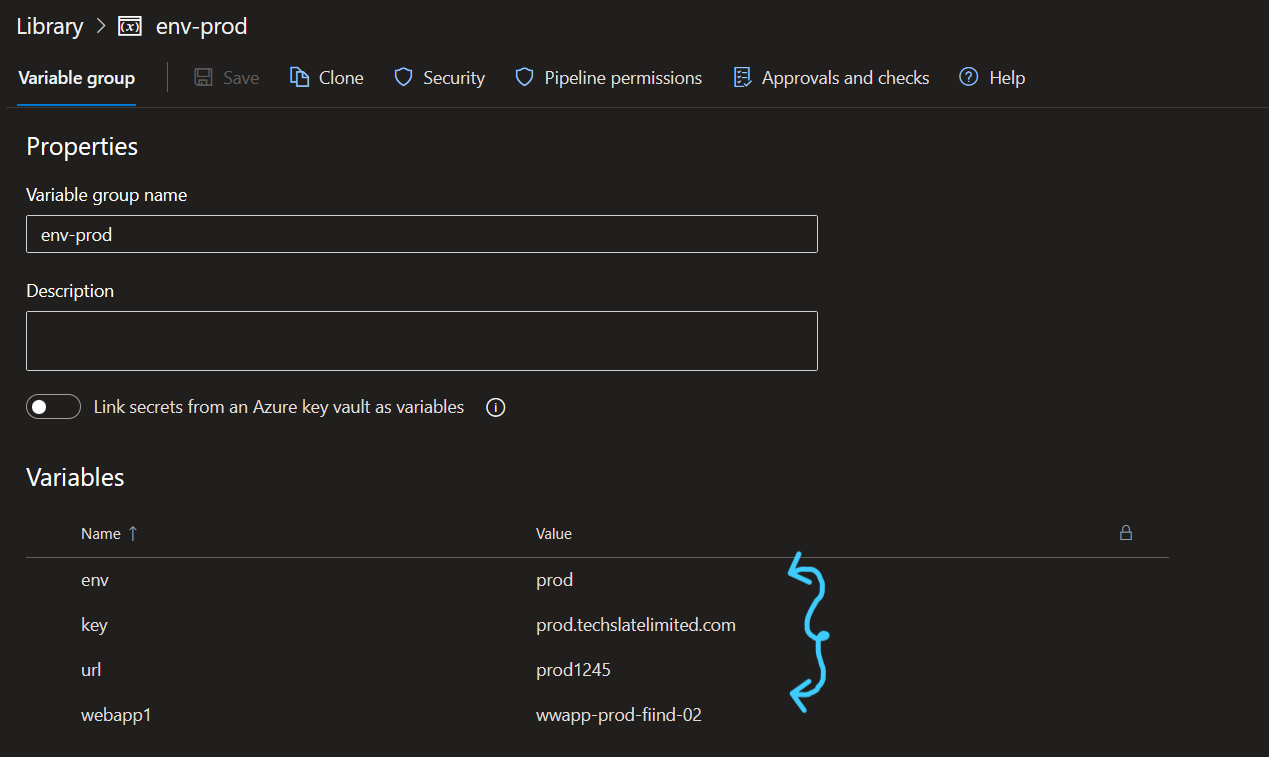 Library > env-prod
Variable group Save Clone Security Pipeline permissions Approvals and checks Help
Properties
Variable group name
env-prod
Description
Link secrets from an Azure key vault as variables
Variables
Name ↑ Value
env prod
key prod.techslatelimited.com
url prod1245
webapp1 wwapp-prod-fiind-02